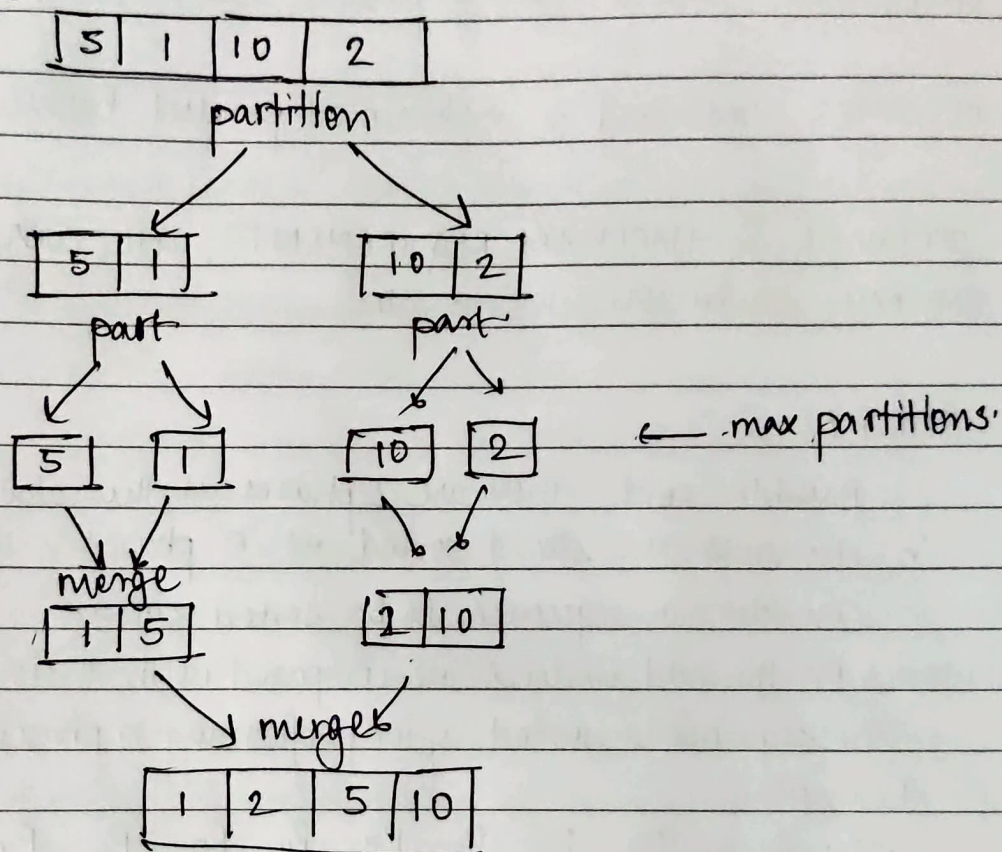 5 1 10 2
partition
5 1 10 2
part part
5 1 10 2 ← max partitions.
merge
1 5 2 10
merge
1 2 5 10